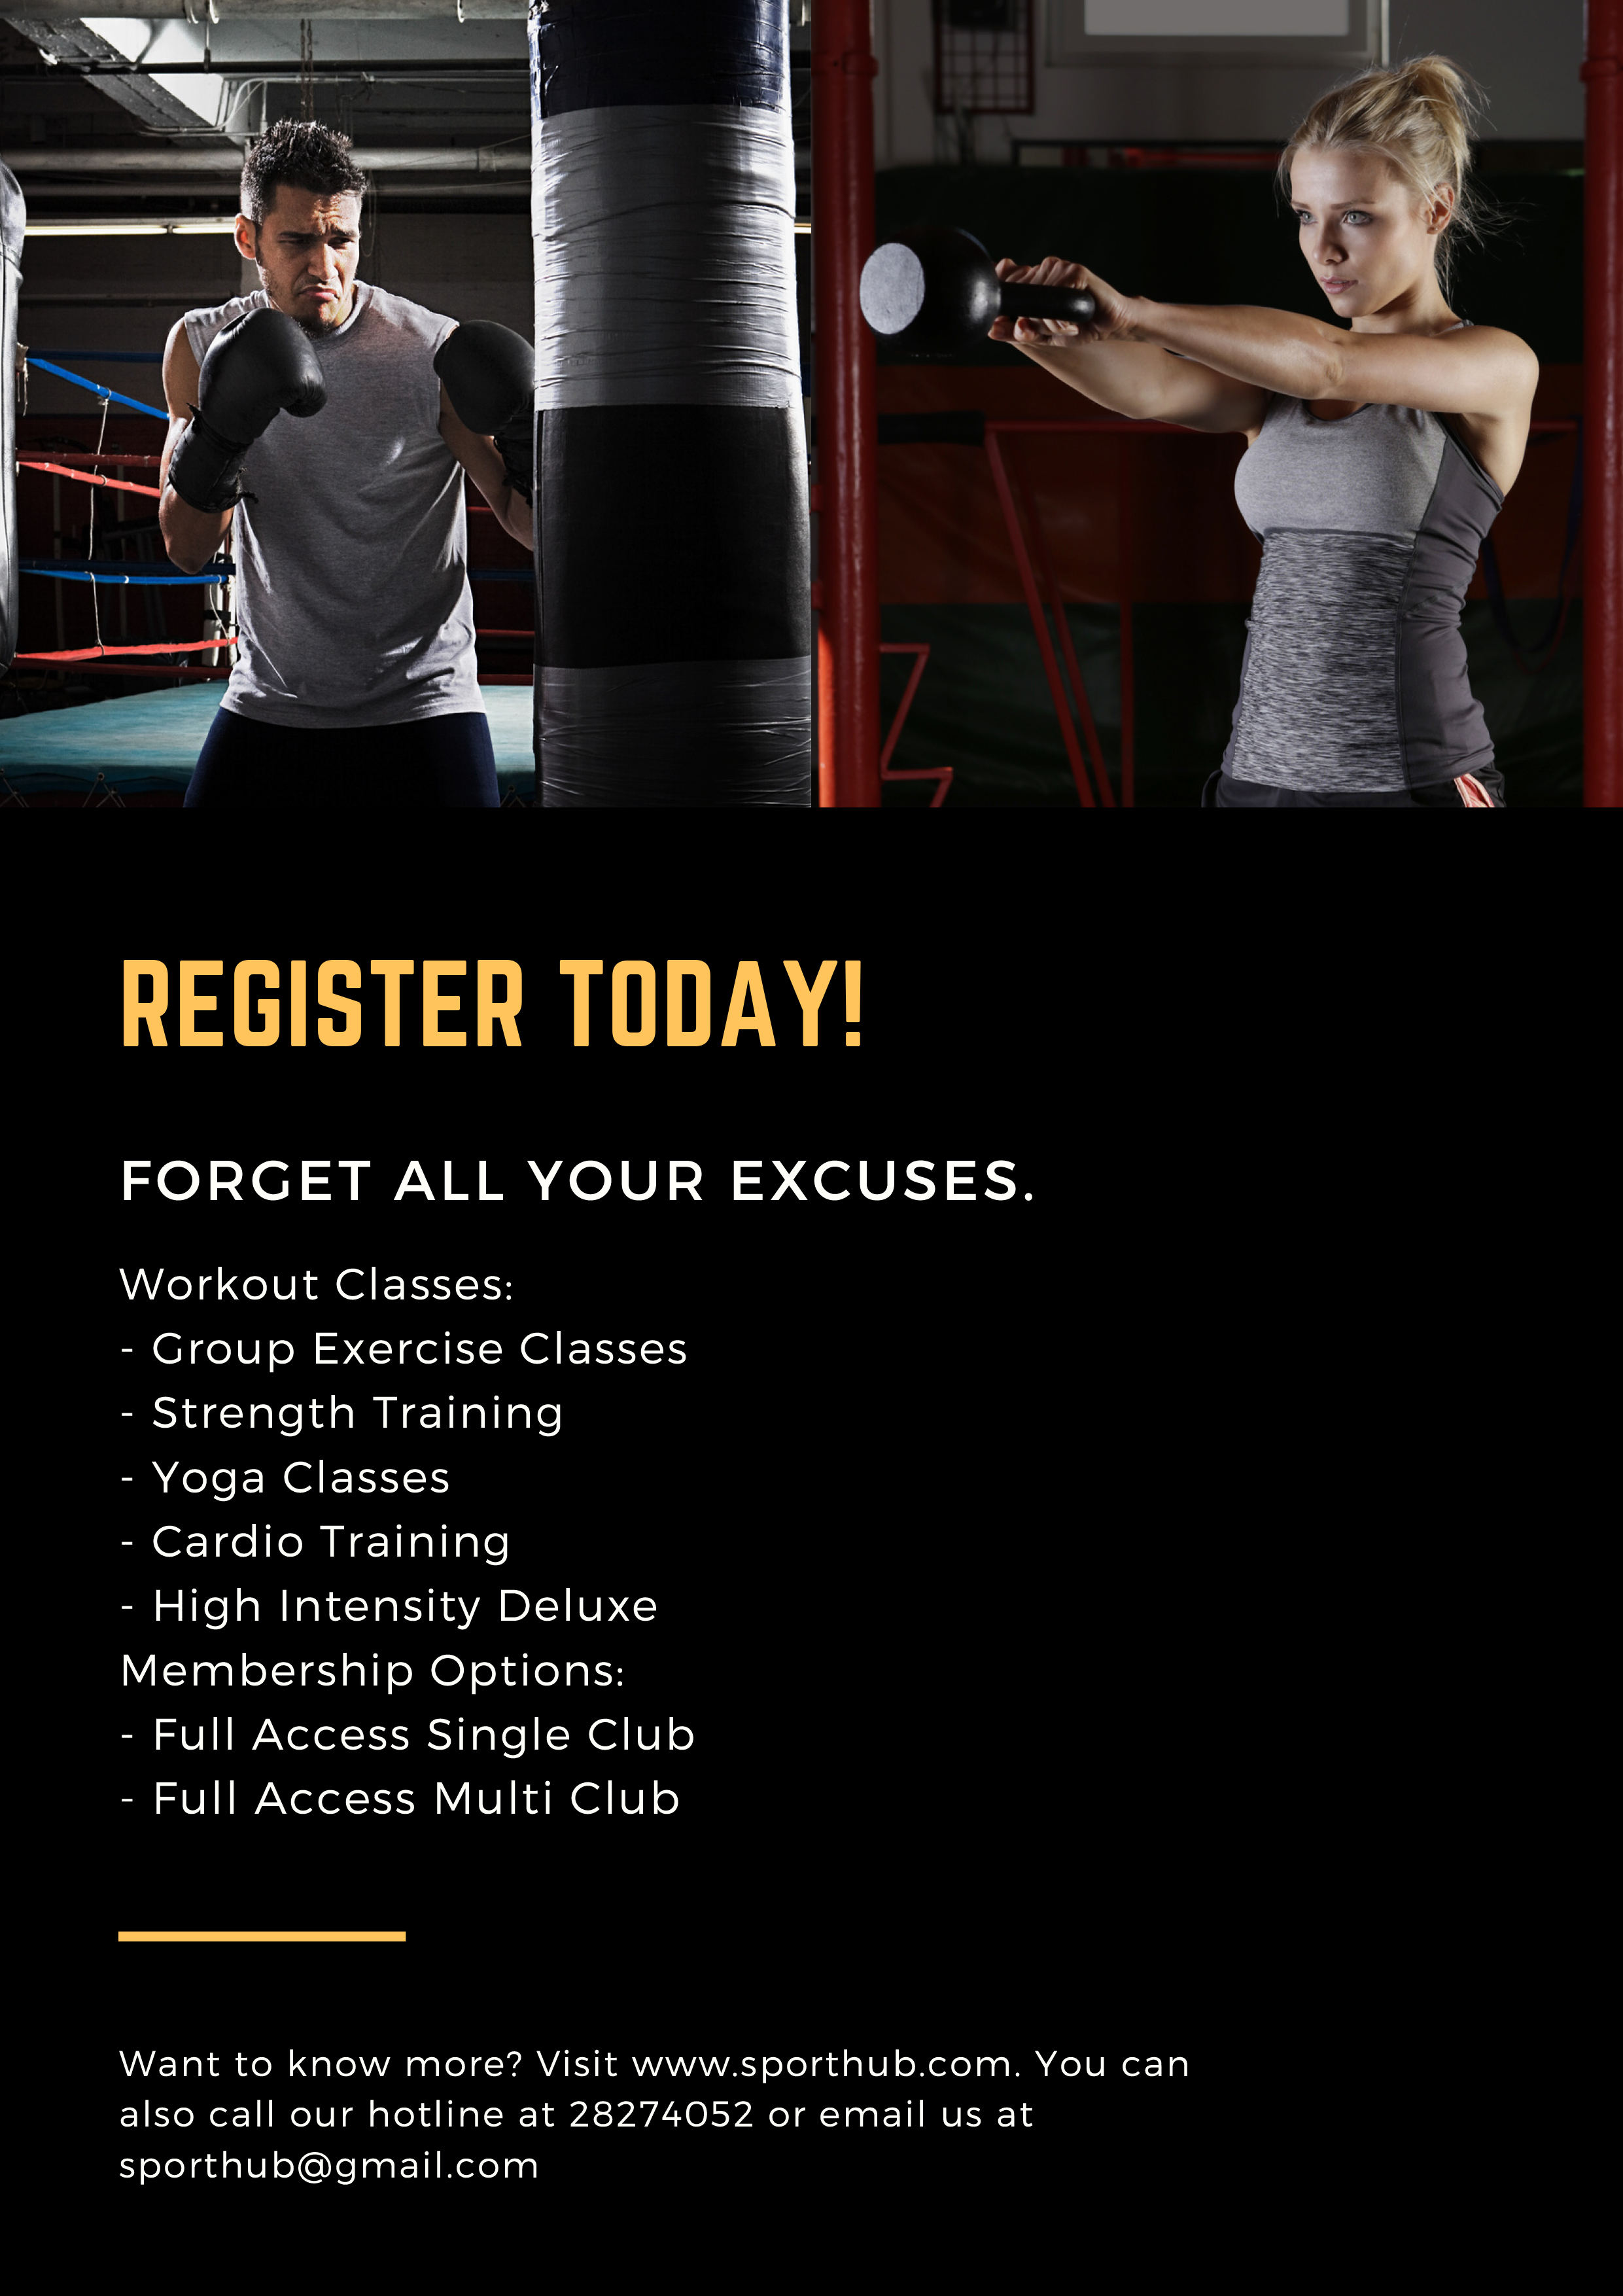 REGISTER TODAY!
FORGET ALL YOUR EXCUSES.
Workout Classes:
- Group Exercise Classes
- Strength Training
- Yoga Classes
- Cardio Training
- High Intensity Deluxe
Membership Options:
- Full Access Single Club
- Full Access Multi Club
Want to know more? Visit www.sporthub.com. You can
also call our hotline at 28274052 or email us at
sporthub@gmail.com